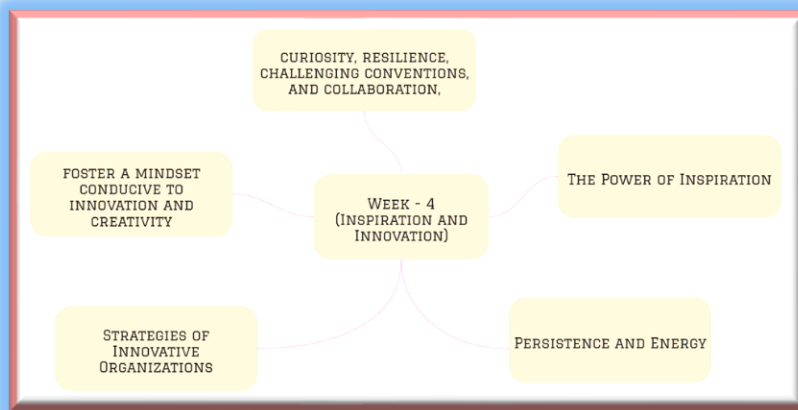 CURIOSITY, RESILIENCE,
CHALLENGING CONVENTIONS,
AND COLLABORATION,
FOSTER A MINDSET
CONDUCIVE TO
INNOVATION AND
CREATIVITY
Week - 4
(Inspiration and
Innovation)
The Power of Inspiration
Strategies of
Innovative
Organizations
Persistence and Energy